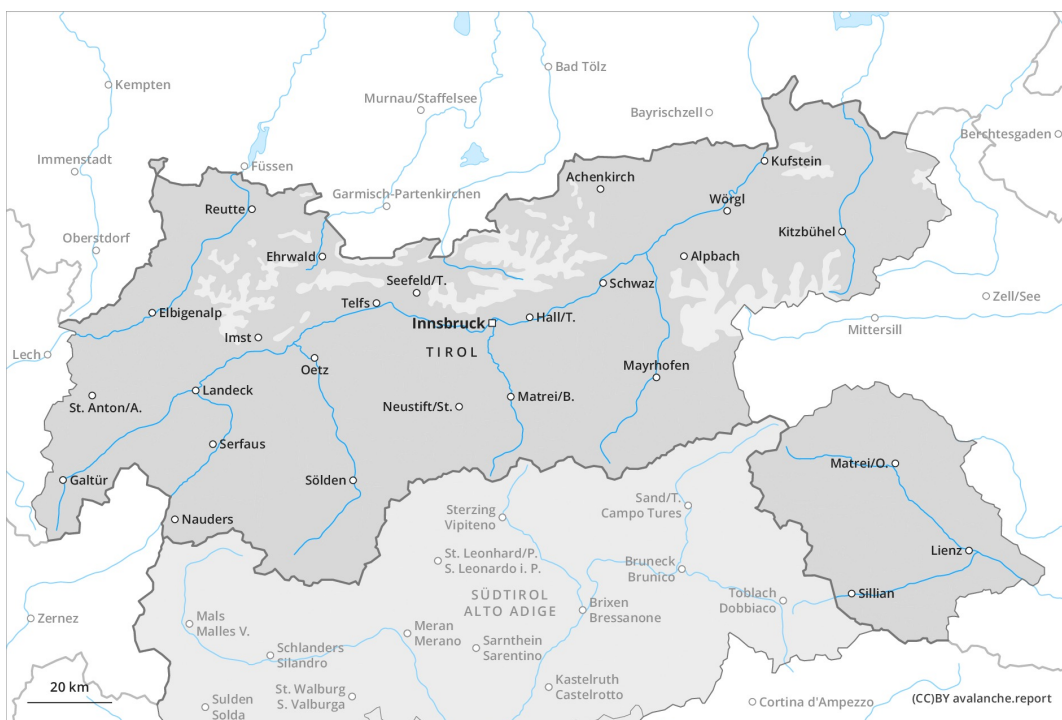 Kempten
Bad Tölz
Murnau/Staffelsee
Bayrischzell
Berchtesgaden
Immenstadt
Füssen
Kufstein
Achenkirch
Garmisch-Partenkirchen
Wörgl
Reutte
Kitzbühel
Oberstdorf
Ehrwald
Alpbach
Seefeld/T.
Schwaz
Zell/See
Telfs
Elbigenalp
Innsbruck
Hall/T.
Mittersill
Imst
TIROL
Lech
Oetz
Mayrhofen
Landeck
St. Anton/A.
Neustift/St.
Matrei/B.
Serfaus
Matrei/O.
Galtür
Sölden
Sand/T.
Campo Tures
Sterzing
Vipiteno
Nauders
Lienz
St. Leonhard/P.
S. Leonardo i. P.
Bruneck
Brunico
SÜDTIROL
ALTO ADIGE
Sillian
Toblach
Dobbiaco
Brixen
Bressanone
Zernez
Mals
Malles V.
Meran
Merano
Sarnthein
Sarentino
Schlanders
Silandro
20 km
St. Walburg
S. Valburga
Kastelruth
Castelrotto
Sulden
Solda
Cortina d'Ampezzo
(CC)BY avalanche.report